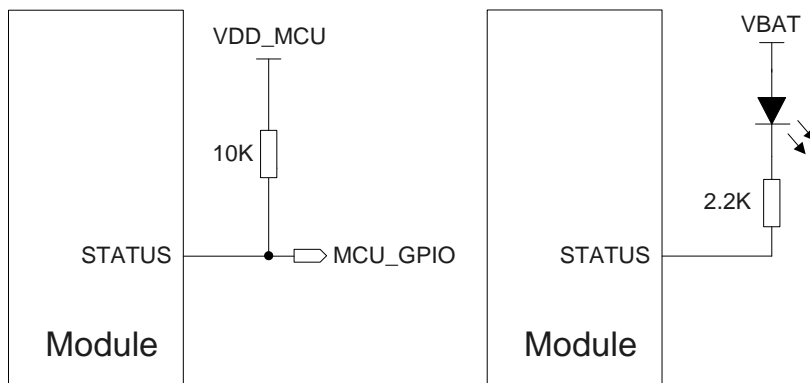 VDD_MCU
10K
STATUS
MCU_GPIO
Module
VBAT
2.2K
STATUS
Module